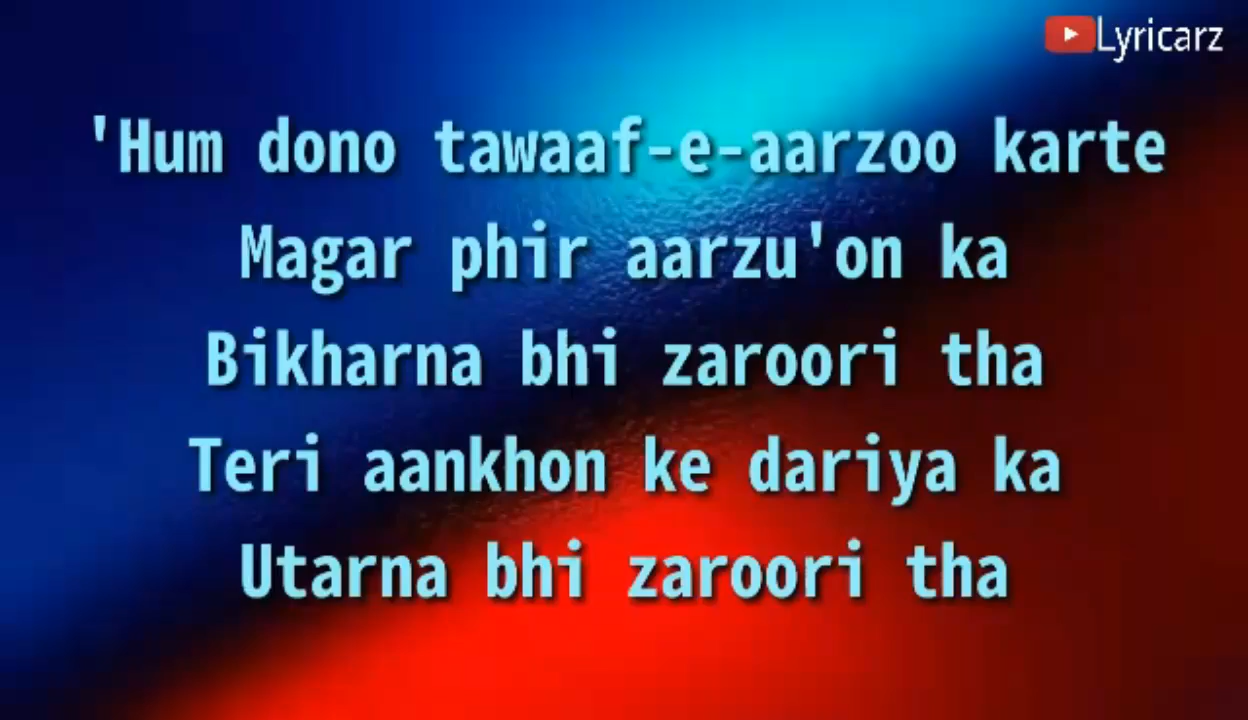 Lyricarz
'Hum dono tawaaf-e-aarzoo karte
Magar phir aarzu'on ka
Bikharna bhi zaroori tha
Teri aankhon ke dariya ka
Utarna bhi zaroori tha